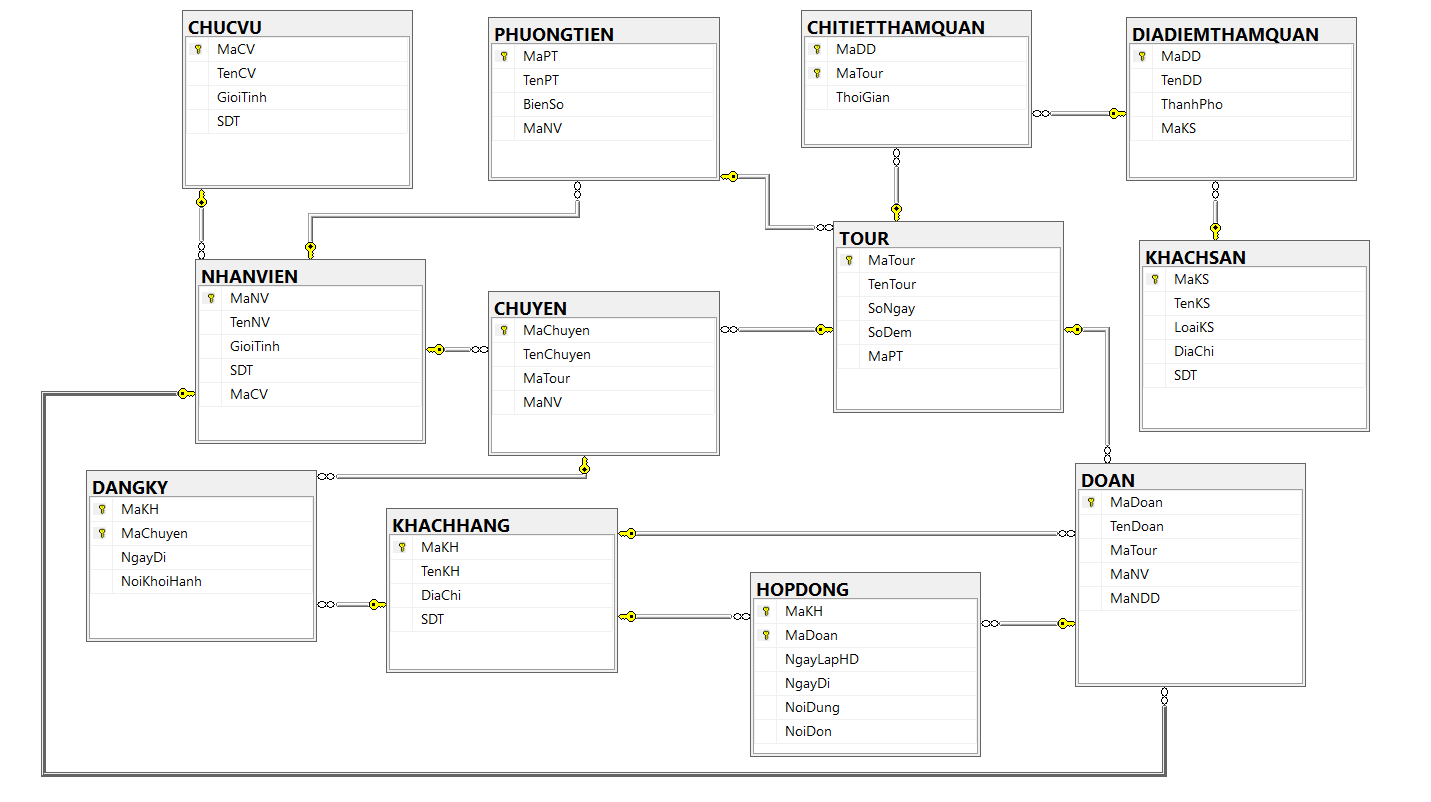 CHUCVU
MaCV
TenCV
GioiTinh
SDT
PHUONGTIEN
MaPT
TenPT
BienSo
MaNV
CHITIETTHAMQUAN
MaDD
MaTour
ThoiGian
DIADIEMTHAMQUAN
MaDD
TenDD
ThanhPho
MaKS
NHANVIEN
MaNV
TenNV
GioiTinh
SDT
MaCV
CHUYEN
MaChuyen
TenChuyen
MaTour
MaNV
TOUR
MaTour
TenTour
SoNgay
SoDem
MaPT
KHACHSAN
MaKS
TenKS
LoaiKS
DiaChi
SDT
DANGKY
MaKH
MaChuyen
NgayDi
NoiKhoiHanh
KHACHHANG
MaKH
TenKH
DiaChi
SDT
HOPDONG
MaKH
MaDoan
NgayLapHD
NgayDi
NoiDung
NoiDon
DOAN
MaDoan
TenDoan
MaTour
MaNV
MaNDD